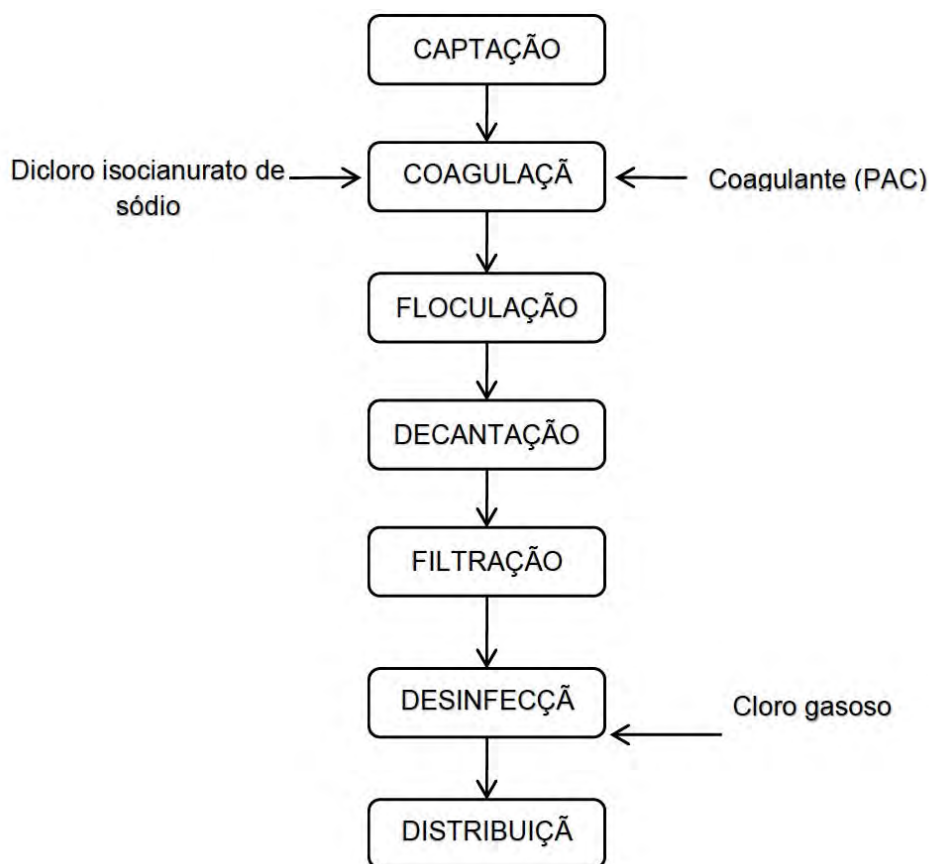 CAPTAÇÃO
Dicloro isocianurato de
sódio
COAGULAÇÃ
Coagulante (PAC)
FLOCULAÇÃO
DECANTAÇÃO
FILTRAÇÃO
DESINFECÇÃ
Cloro gasoso
DISTRIBUIÇÃ